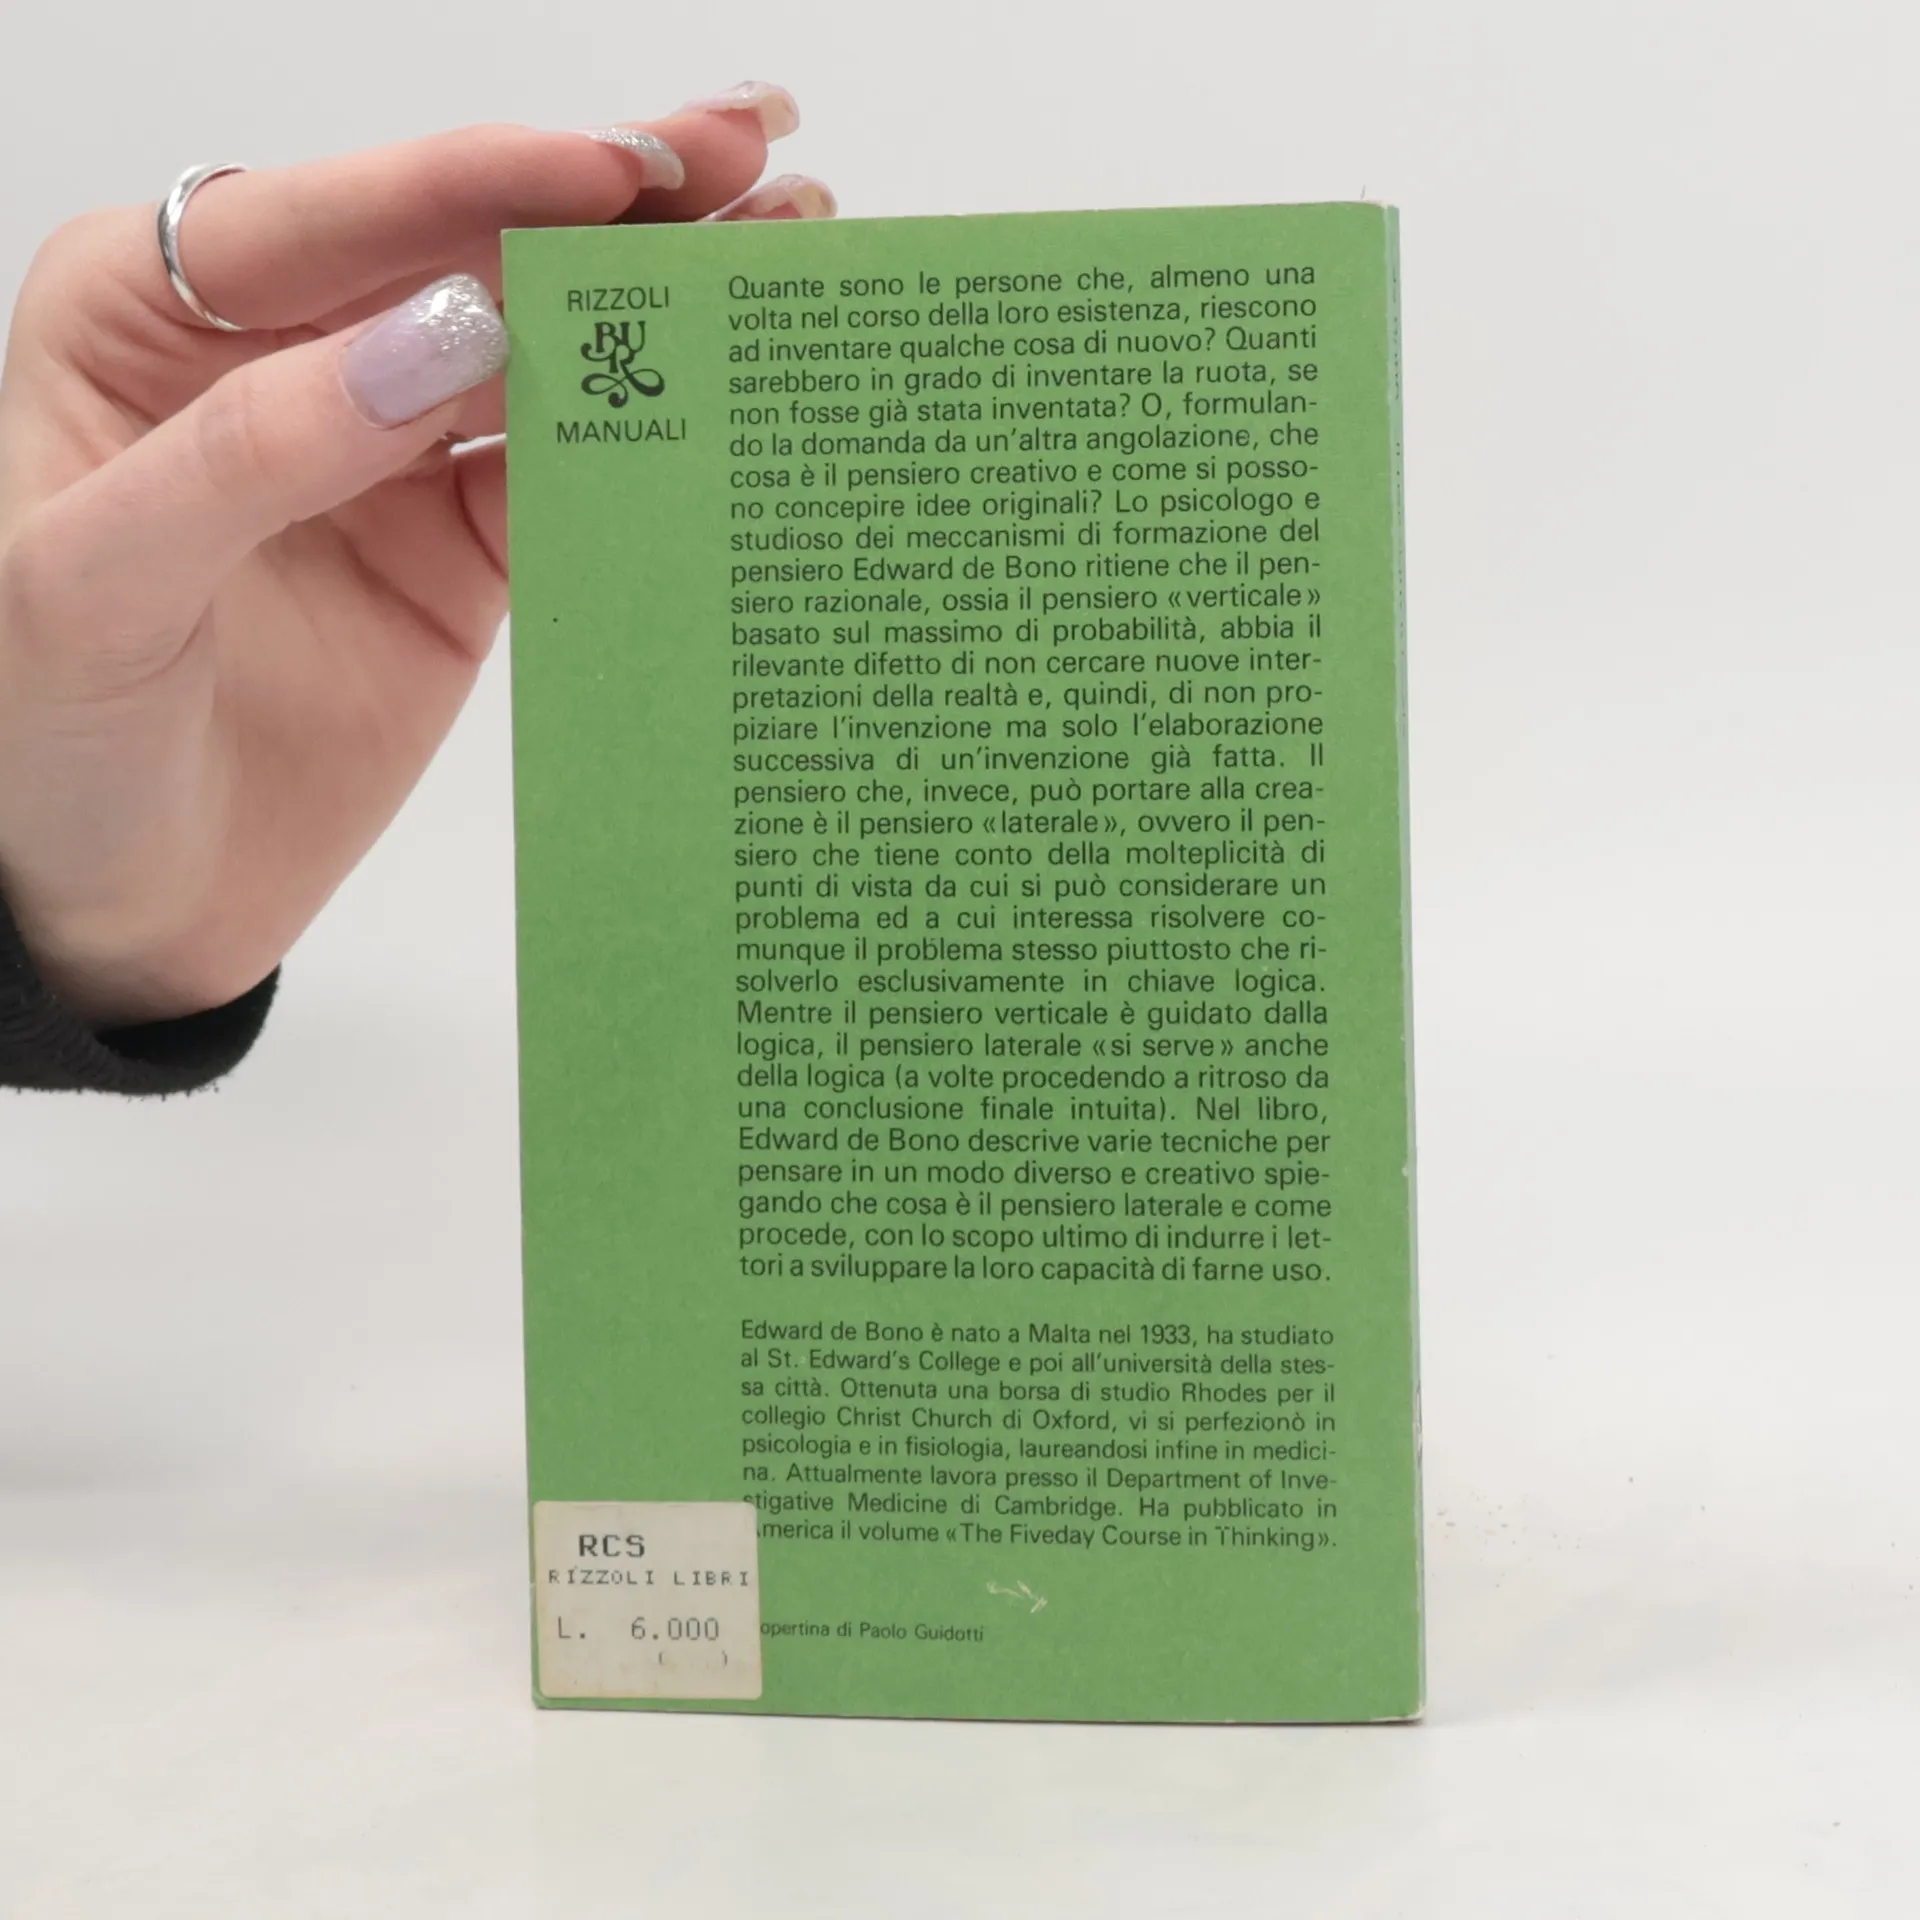 RIZZOLI
BUR
MANUALI
Quante sono le persone che, almeno una
volta nel corso della loro esistenza, riescono
ad inventare qualche cosa di nuovo? Quanti
sarebbero in grado di inventare la ruota, se
non fosse già stata inventata? O, formulan-
do la domanda da un'altra angolazione, che
cosa è il pensiero creativo e come si posso-
no concepire idee originali? Lo psicologo e
studioso dei meccanismi di formazione del
pensiero Edward de Bono ritiene che il pen-
siero razionale, ossia il pensiero «verticale»
basato sul massimo di probabilità, abbia il
rilevante difetto di non cercare nuove inter-
pretazioni della realtà e, quindi, di non pro-
piziare l'invenzione ma solo l'elaborazione
successiva di un'invenzione già fatta. Il
pensiero che, invece, può portare alla crea-
zione è il pensiero «laterale», ovvero il pen-
siero che tiene conto della molteplicità di
punti di vista da cui si può considerare un
problema ed a cui interessa risolvere co-
munque il problema stesso piuttosto che ri-
solverlo esclusivamente in chiave logica.
Mentre il pensiero verticale è guidato dalla
logica, il pensiero laterale «si serve» anche
della logica (a volte procedendo a ritroso da
una conclusione finale intuita). Nel libro,
Edward de Bono descrive varie tecniche per
pensare in un modo diverso e creativo spie-
gando che cosa è il pensiero laterale e come
procede, con lo scopo ultimo di indurre i let-
tori a sviluppare la loro capacità di farne uso.
Edward de Bono è nato a Malta nel 1933, ha studiato
al St. Edward's College e poi all'università della stes-
sa città. Ottenuta una borsa di studio Rhodes per il
collegio Christ Church di Oxford, vi si perfezionò in
psicologia e in fisiologia, laureandosi infine in medici-
na. Attualmente lavora presso il Department of Inve-
stigative Medicine di Cambridge. Ha pubblicato in
merica il volume «The Fiveday Course in Thinking».
opertina di Paolo Guidotti
RCS
RIZZOLI LIBRI
L. 6.000